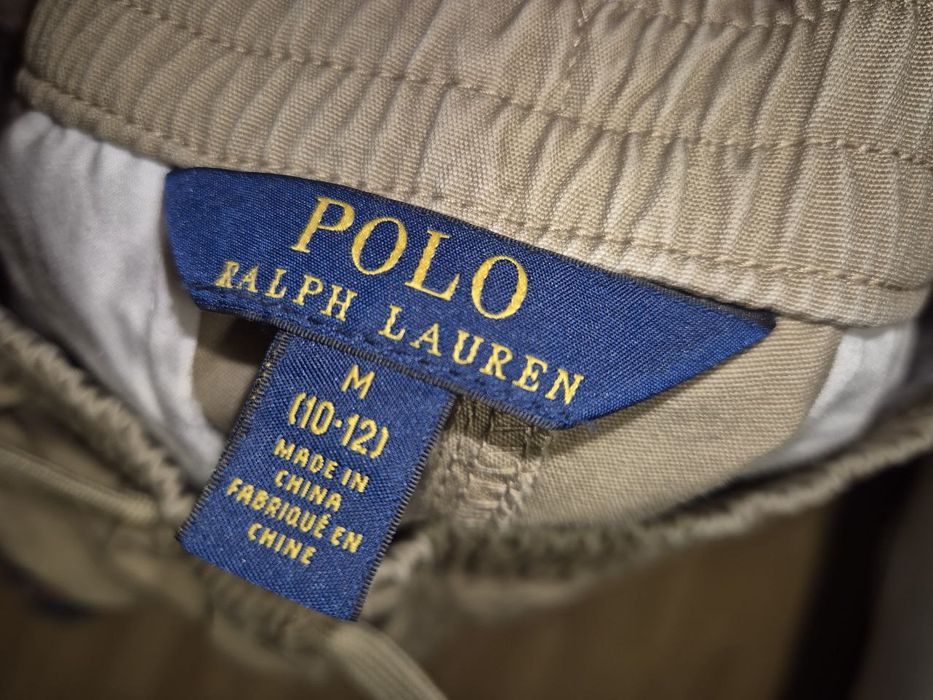 POLO
RALPH LAUREN
M
(10-12)
MADE IN
CHINA
FABRIQUÉ EN
CHINE